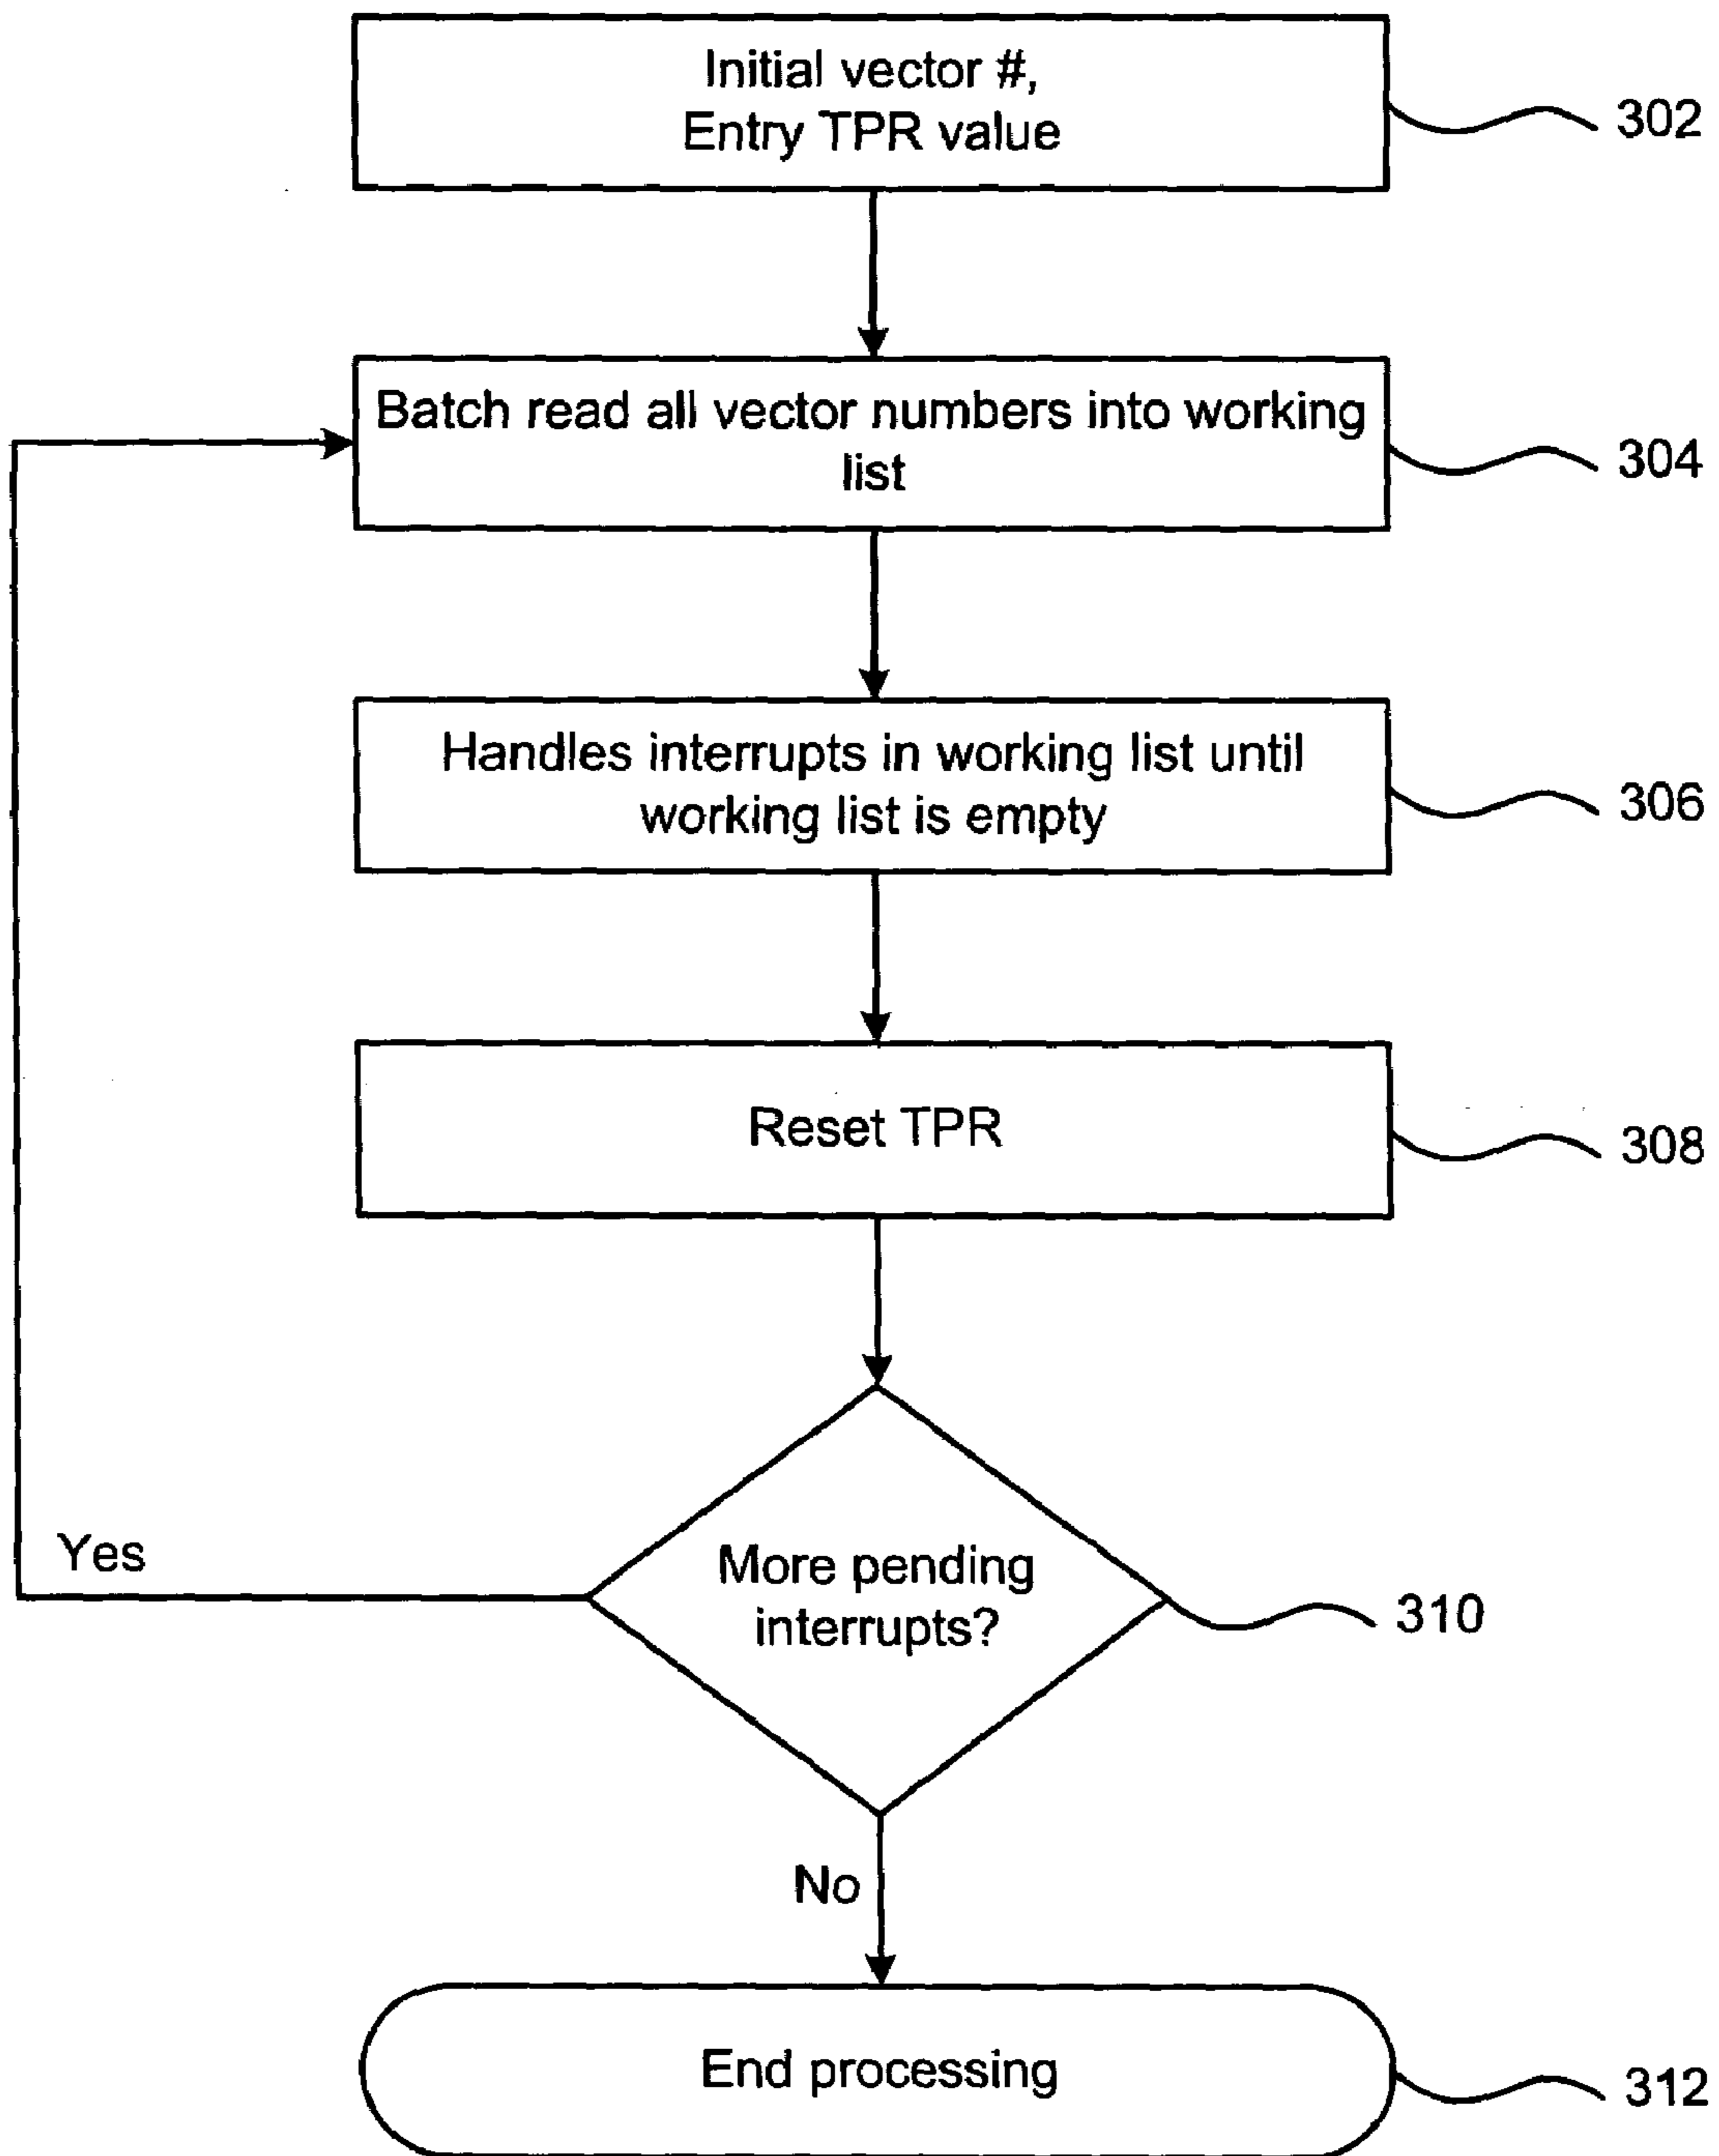 Initial vector #,
Entry TPR value
302
Batch read all vector numbers into working
list
304
Handles interrupts in working list until
working list is empty
306
Reset TPR
308
Yes
More pending
interrupts?
310
No
End processing
312